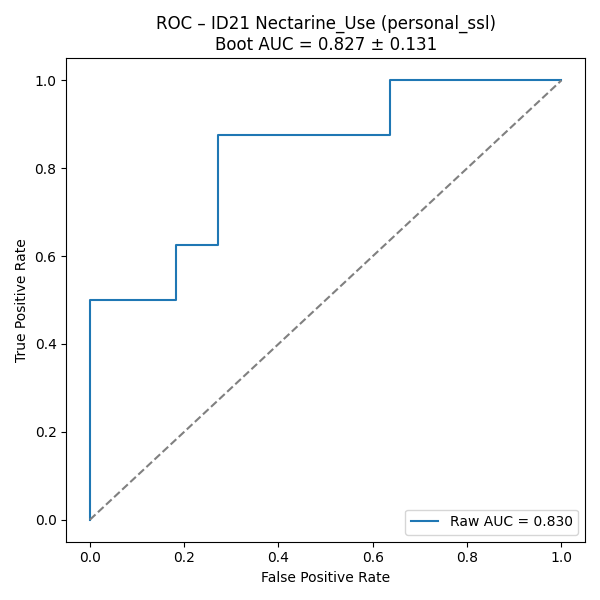 ROC – ID21 Nectarine_Use (personal_ssl)
Boot AUC = 0.827 ± 0.131
True Positive Rate
1.0
0.8
0.6
0.4
0.2
0.0
Raw AUC = 0.830
0.0 0.2 0.4 0.6 0.8 1.0
False Positive Rate